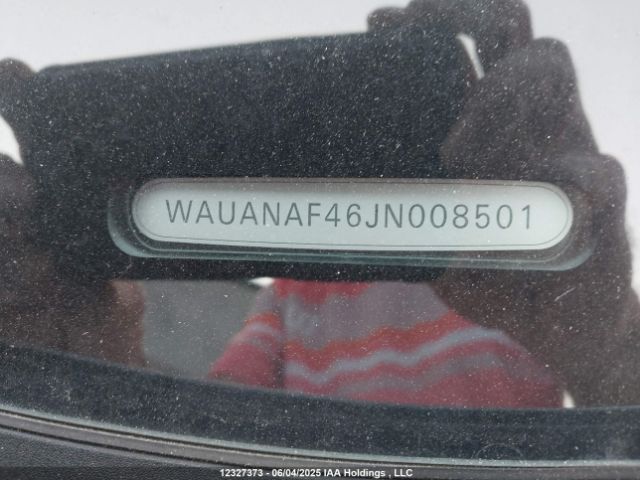 WAUANAF46JN008501
12327373 - 06/04/2025 IAA Holdings , LLC